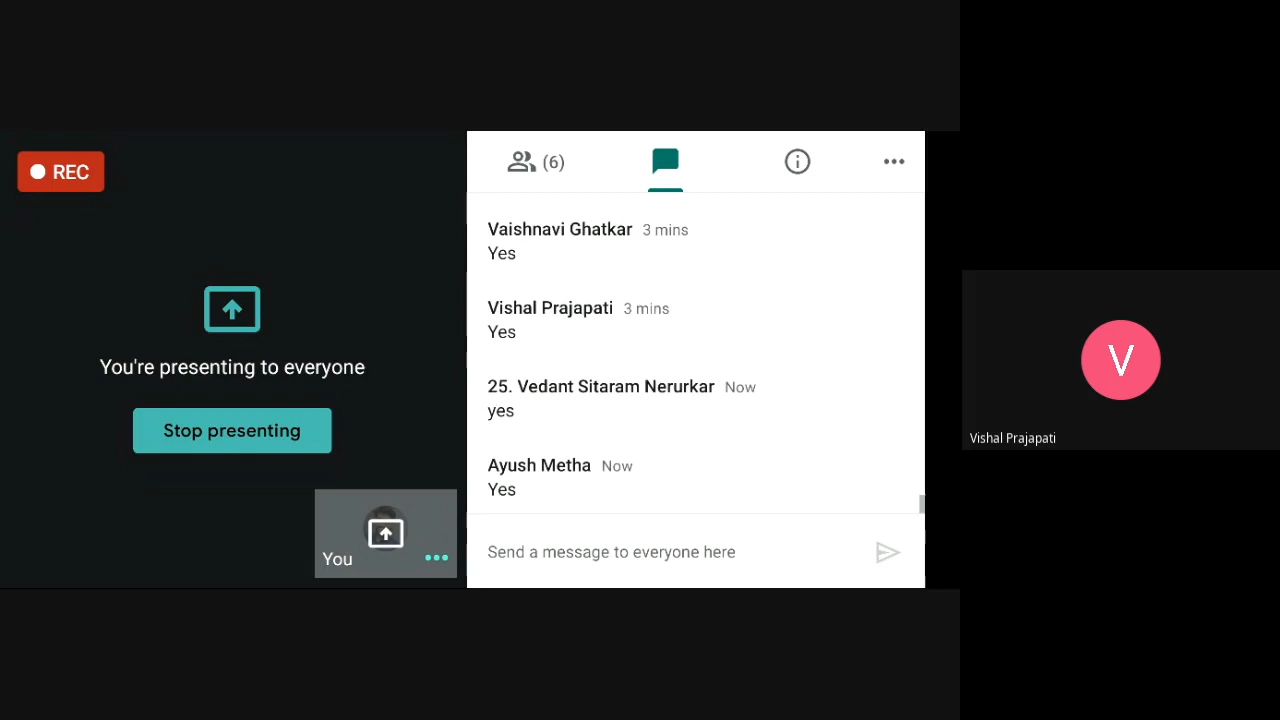 REC
You're presenting to everyone
Stop presenting
You
(6)
Vaishnavi Ghatkar 3 mins
Yes
Vishal Prajapati 3 mins
Yes
25. Vedant Sitaram Nerurkar Now
yes
Ayush Metha Now
Yes
Send a message to everyone here
V
Vishal Prajapati